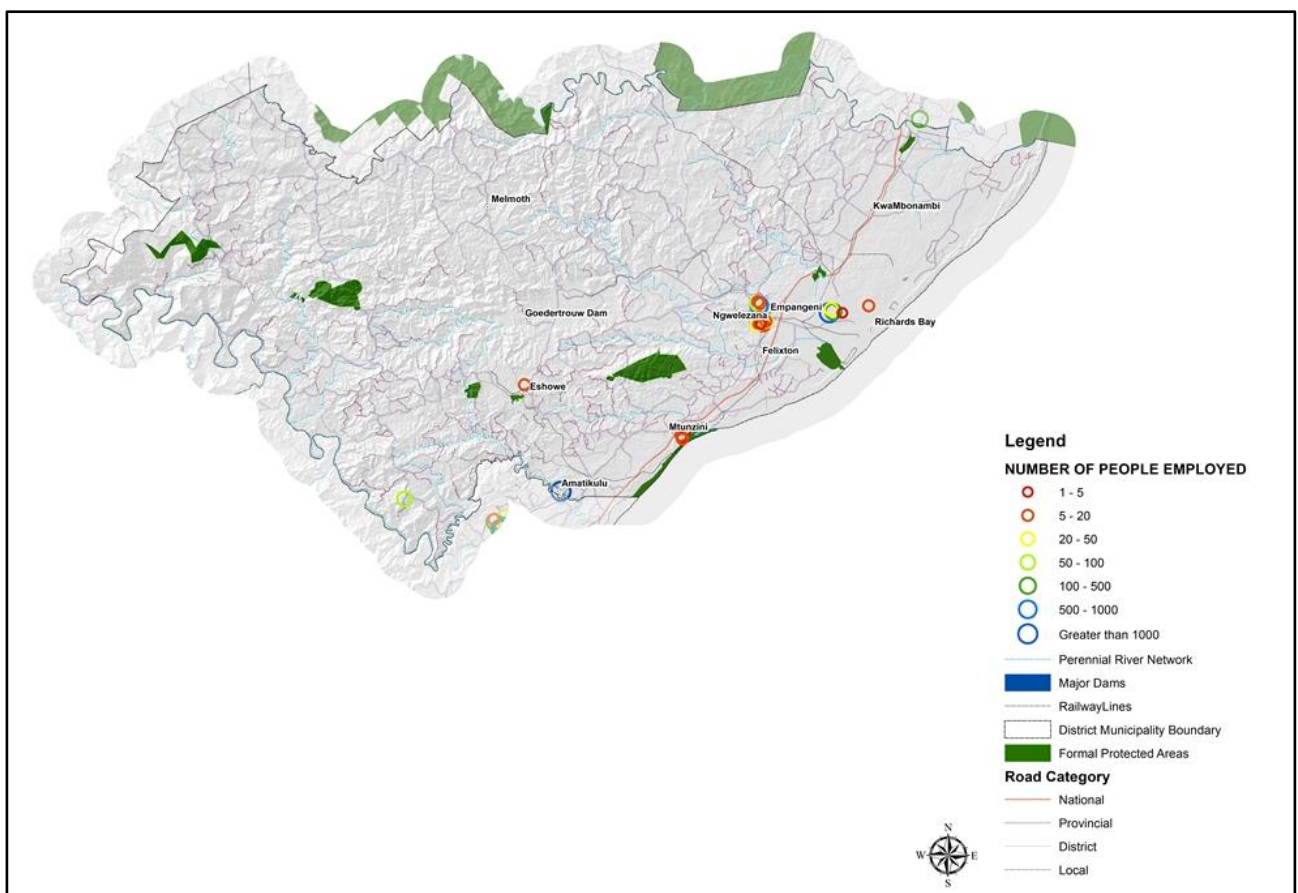 Melmoth
KwaMbonambi
Goedertrouw Dam
Empangeni
Ngwelezana
Richards Bay
Felixton
Eshowe
Mtunzini
Amatikulu
Legend
NUMBER OF PEOPLE EMPLOYED
1 - 5
5 - 20
20 - 50
50 - 100
100 - 500
500 - 1000
Greater than 1000
Perennial River Network
Major Dams
RailwayLines
District Municipality Boundary
Formal Protected Areas
Road Category
National
Provincial
District
Local
N
W E
S